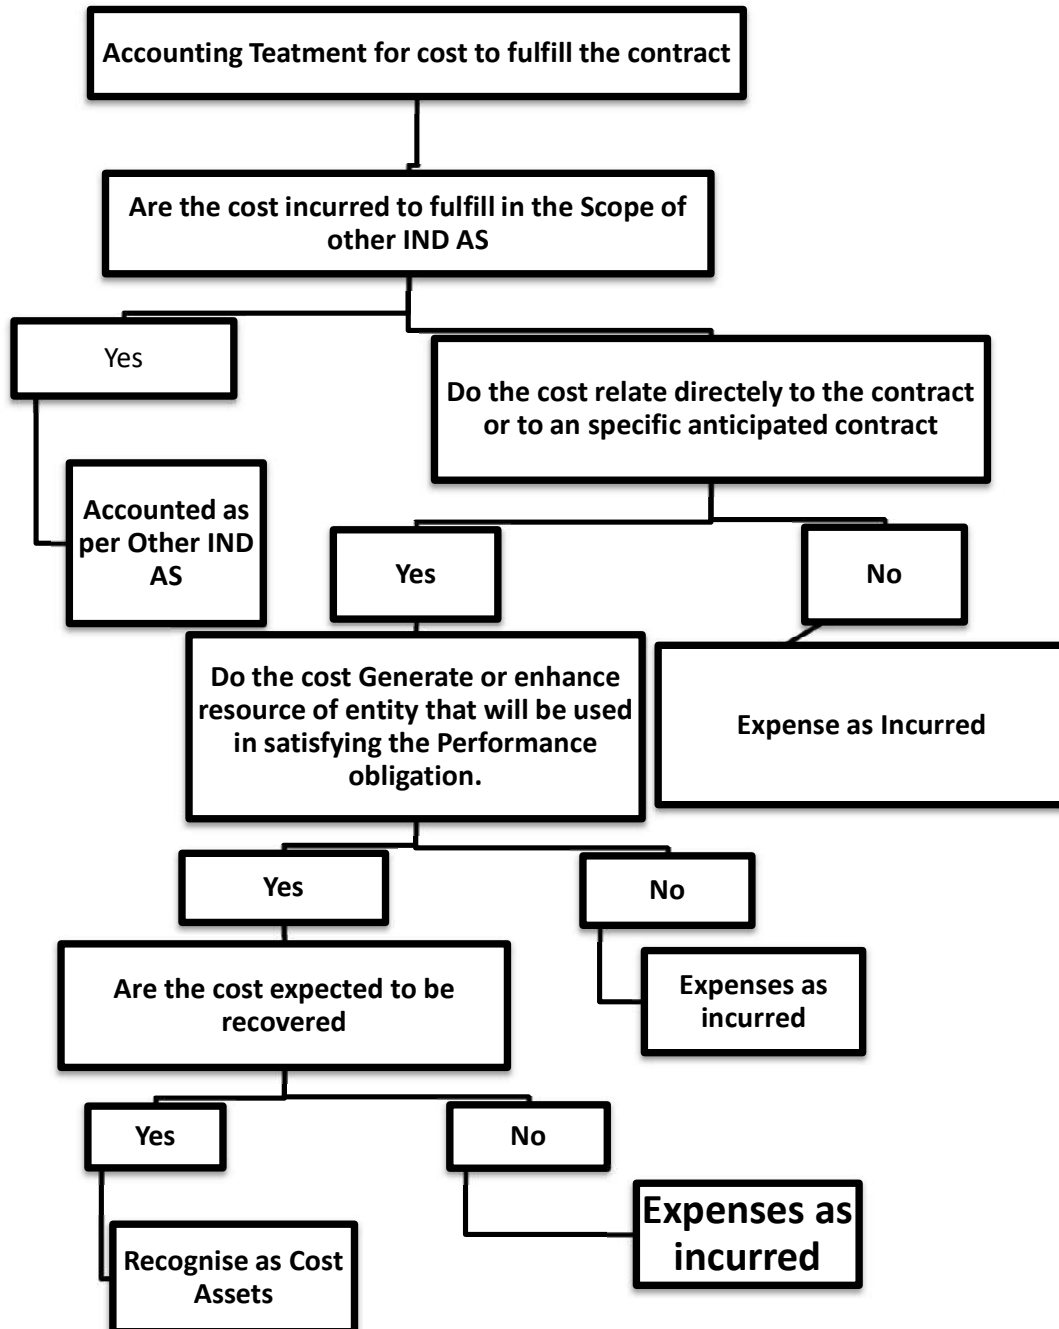 Accounting Teatment for cost to fulfill the contract
Are the cost incurred to fulfill in the Scope of
other IND AS
Yes
Do the cost relate directely to the contract
or to an specific anticipated contract
Accounted as
per Other IND
AS
Yes
No
Do the cost Generate or enhance
resource of entity that will be used
in satisfying the Performance
obligation.
Expense as Incurred
Yes
No
Are the cost expected to be
recovered
Expenses as
incurred
Yes
No
Recognise as Cost
Assets
Expenses as
incurred